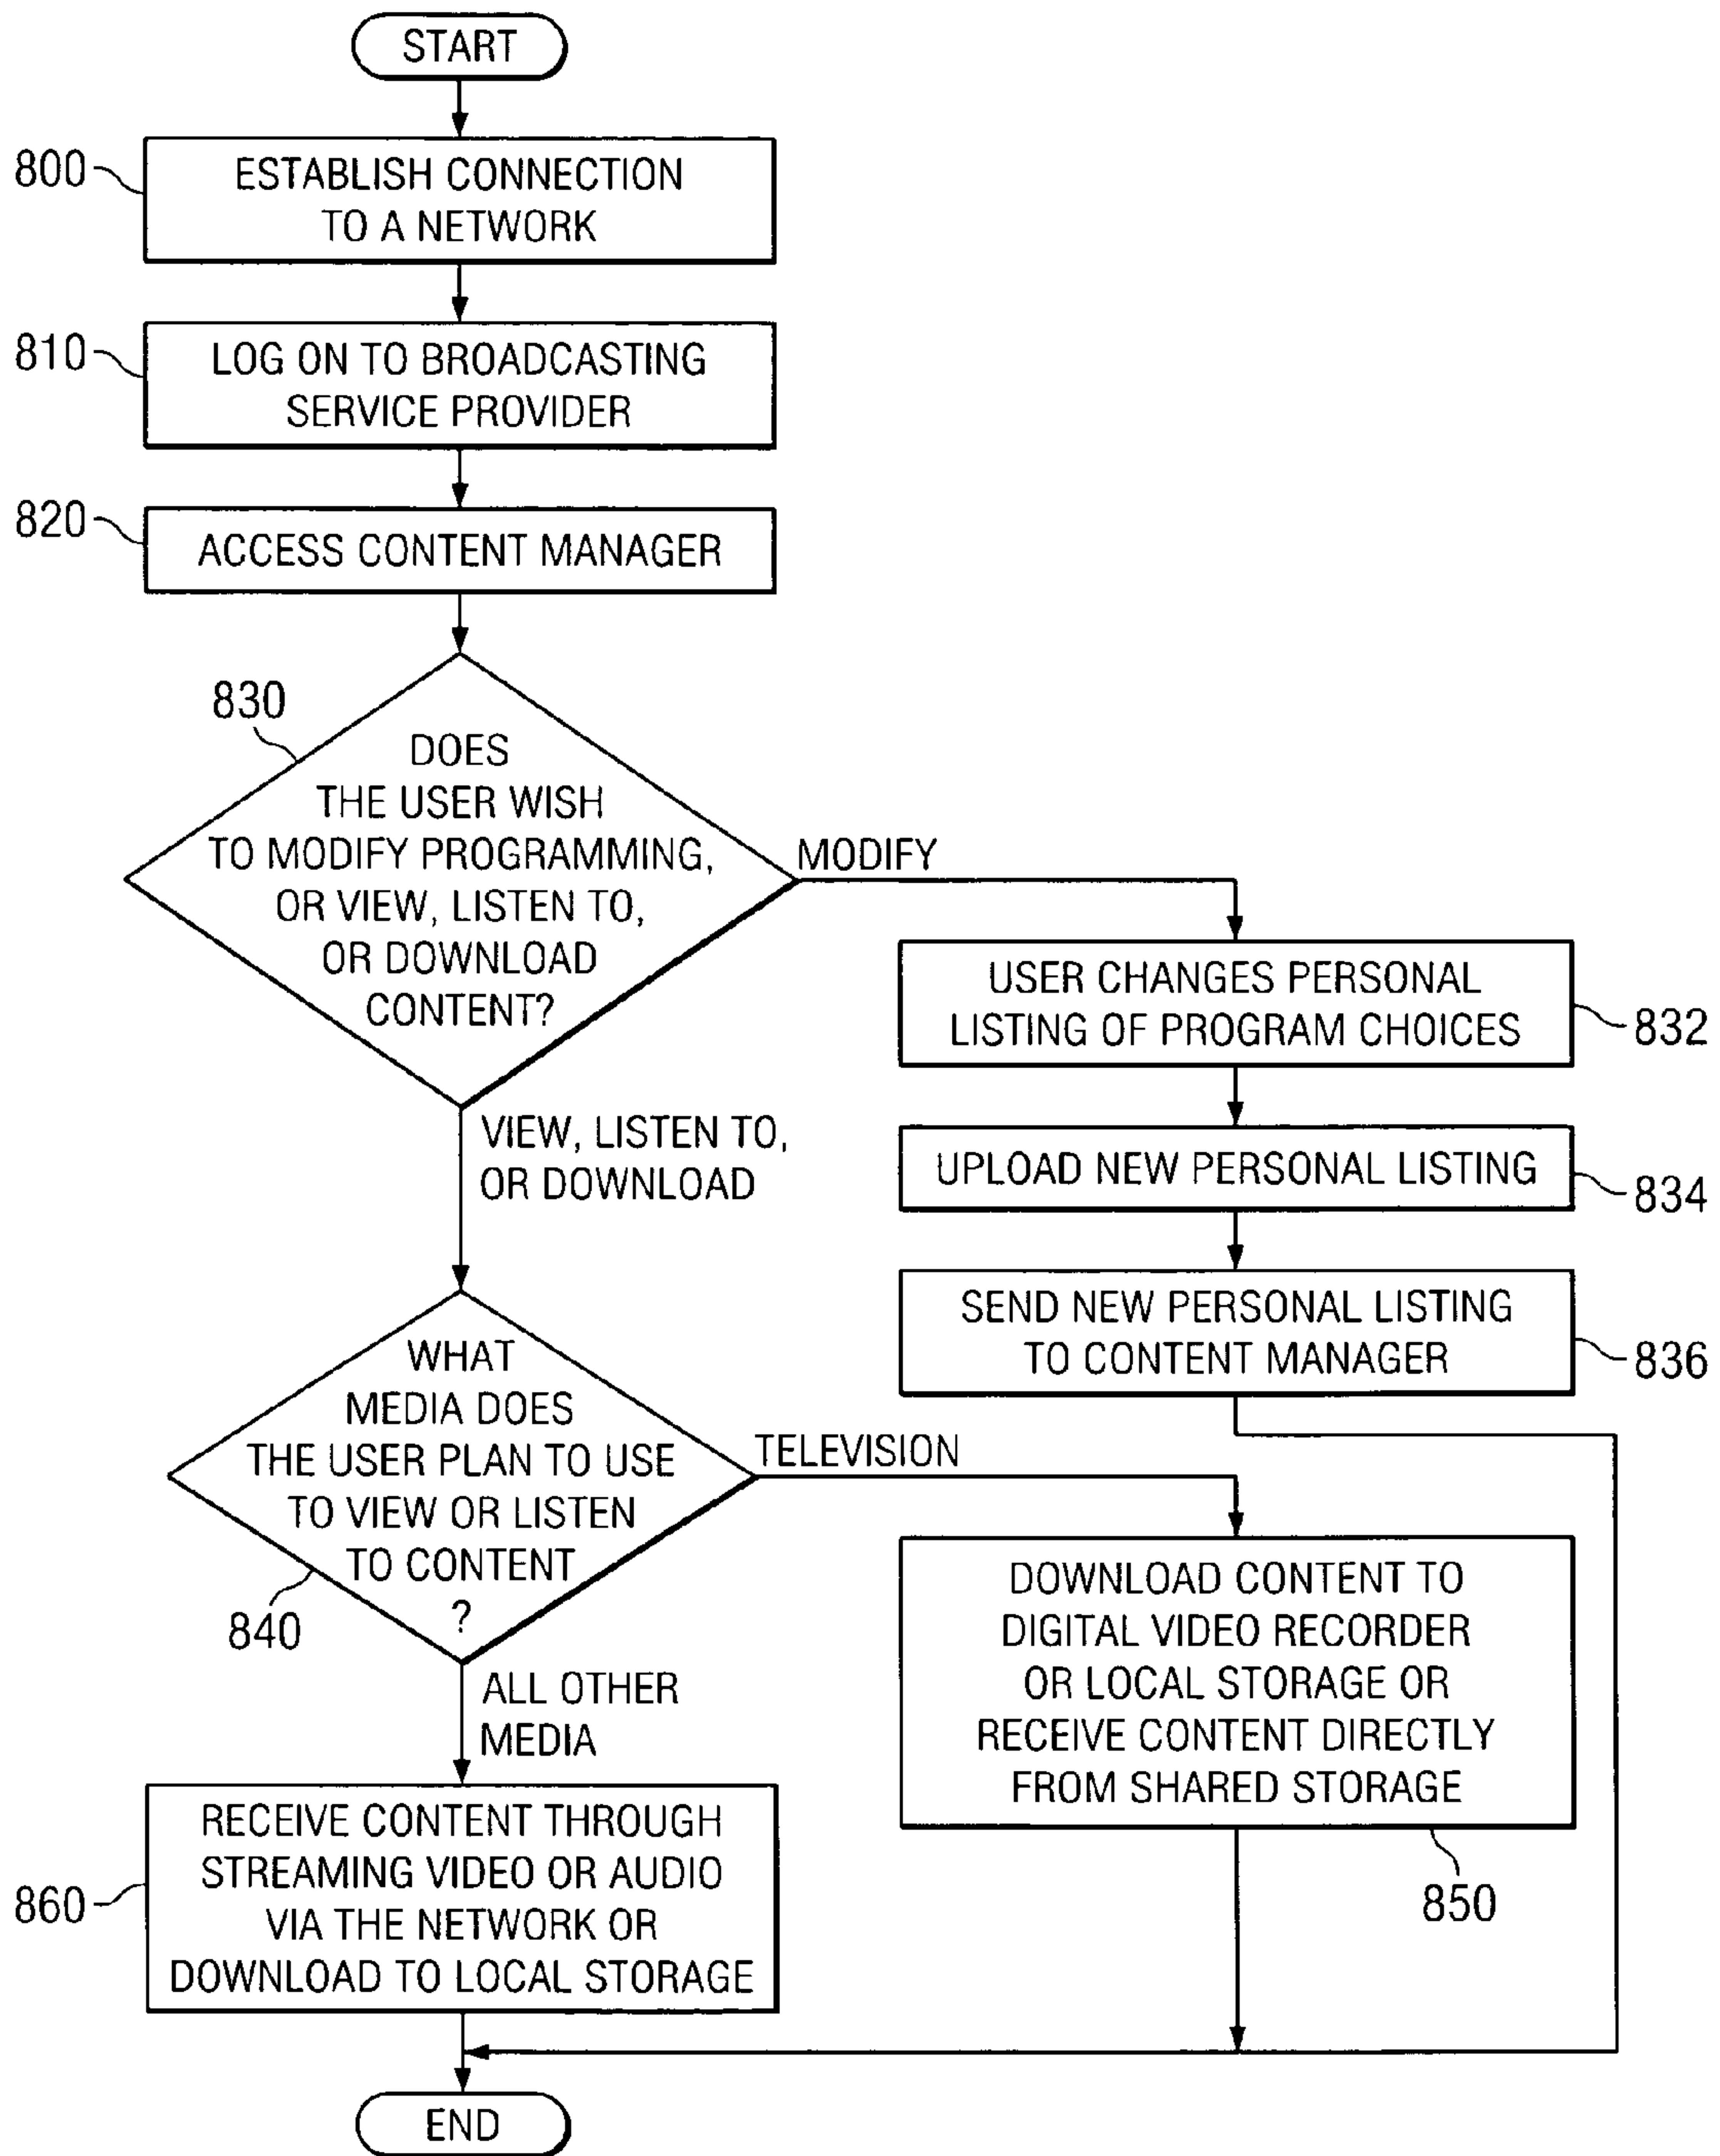 START
800
ESTABLISH CONNECTION
TO A NETWORK
810
LOG ON TO BROADCASTING
SERVICE PROVIDER
820
ACCESS CONTENT MANAGER
830
DOES
THE USER WISH
TO MODIFY PROGRAMMING,
OR VIEW, LISTEN TO,
OR DOWNLOAD
CONTENT?
MODIFY
USER CHANGES PERSONAL
LISTING OF PROGRAM CHOICES
832
UPLOAD NEW PERSONAL LISTING
834
SEND NEW PERSONAL LISTING
TO CONTENT MANAGER
836
VIEW, LISTEN TO,
OR DOWNLOAD
WHAT
MEDIA DOES
THE USER PLAN TO USE
TO VIEW OR LISTEN
TO CONTENT
?
840
TELEVISION
DOWNLOAD CONTENT TO
DIGITAL VIDEO RECORDER
OR LOCAL STORAGE OR
RECEIVE CONTENT DIRECTLY
FROM SHARED STORAGE
850
ALL OTHER
MEDIA
RECEIVE CONTENT THROUGH
STREAMING VIDEO OR AUDIO
VIA THE NETWORK OR
DOWNLOAD TO LOCAL STORAGE
860
END